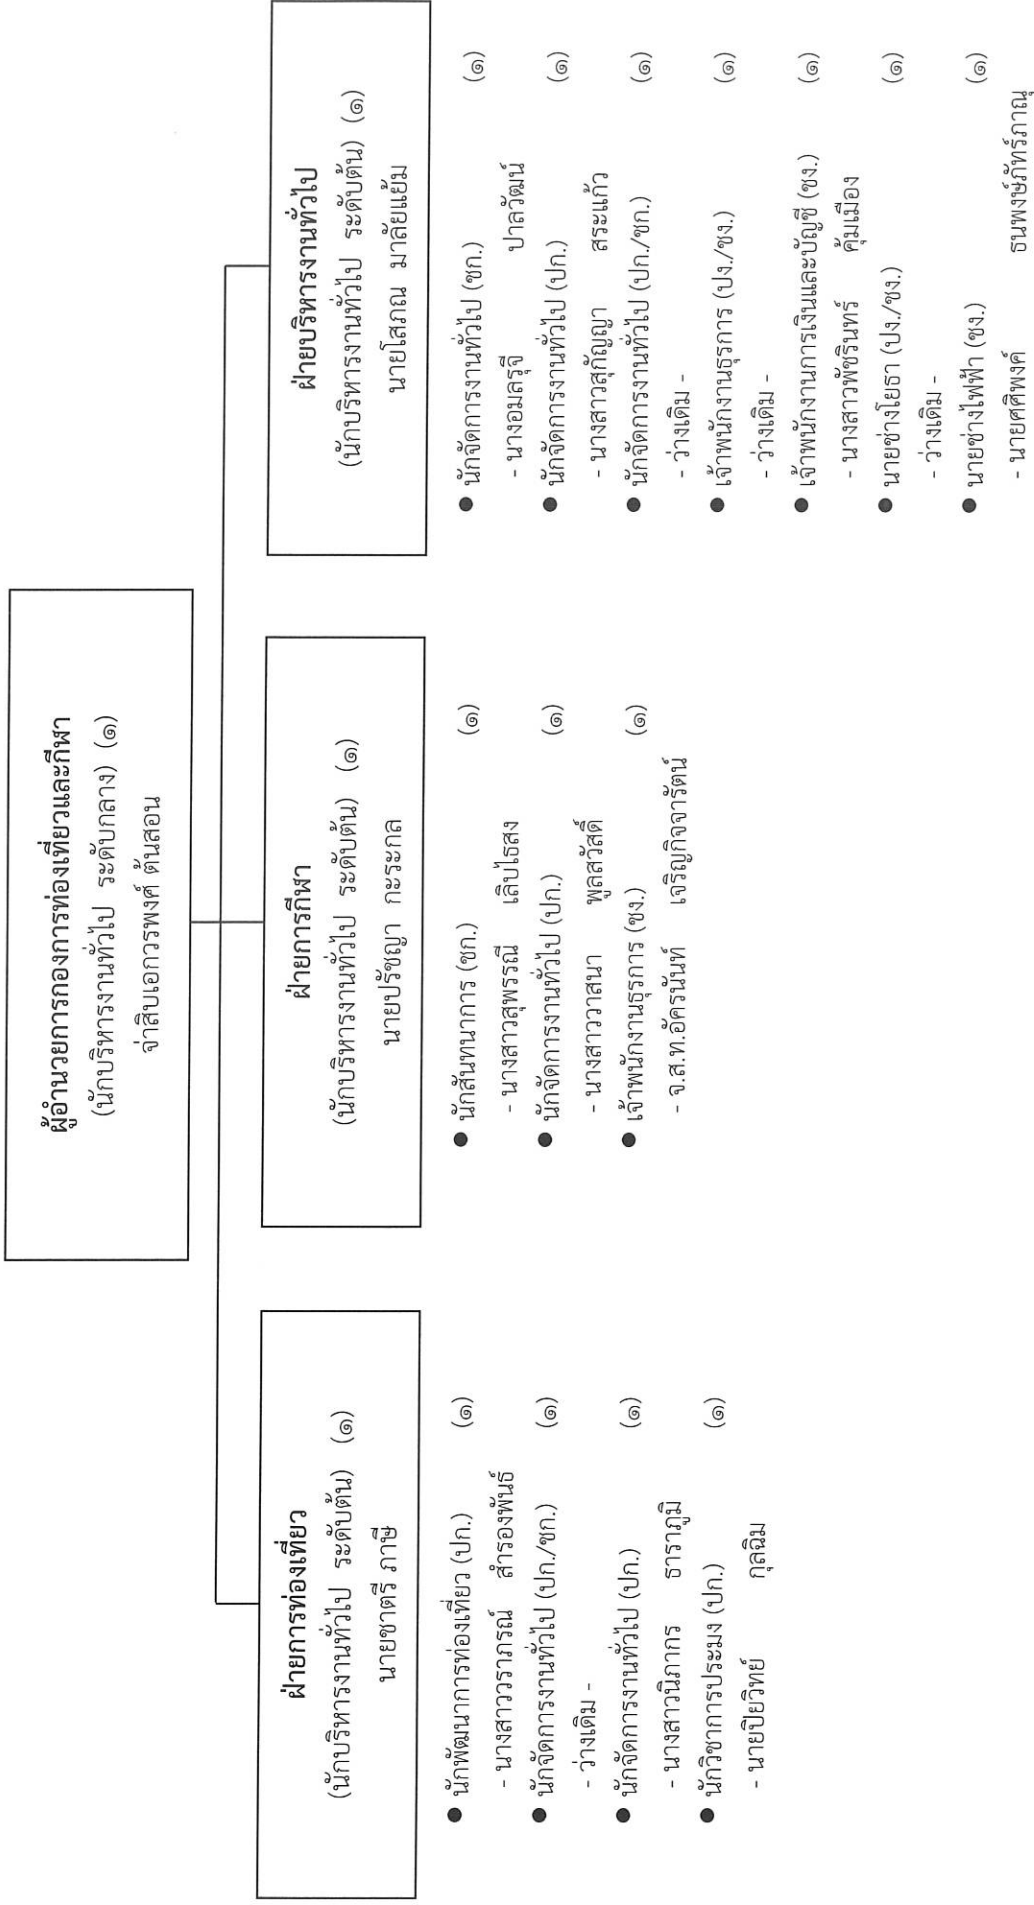 ผู้อำนวยการกองการท่องเที่ยวและกีฬา
(นักบริหารงานทั่วไป ระดับกลาง) (๑)
จ่าสิบเอกวรพงศ์ ต้นสอน
ฝ่ายการท่องเที่ยว
(นักบริหารงานทั่วไป ระดับต้น) (๑)
นายชาตรี ภาษี
● นักพัฒนาการท่องเที่ยว (ปก.) (๑)
- นางสาววราภรณ์ สำรองพันธ์
● นักจัดการงานทั่วไป (ปก./ชก.) (๑)
- ว่างเดิม -
● นักจัดการงานทั่วไป (ปก.) (๑)
- นางสาวนิภากร ธาราภูมิ
● นักวิชาการประมง (ปก.) (๑)
- นายปิยวิทย์ กุลฉิม
ฝ่ายการกีฬา
(นักบริหารงานทั่วไป ระดับต้น) (๑)
นายปรัชญา กะระกล
● นักสันทนาการ (ชก.) (๑)
- นางสาวสุพรรณี เลิบไธสง
● นักจัดการงานทั่วไป (ปก.) (๑)
- นางสาววาสนา พูลสวัสดิ์
● เจ้าพนักงานธุรการ (ชง.) (๑)
- จ.ส.ท.อัครนันท์ เจริญกิจจารัตน์
ฝ่ายบริหารงานทั่วไป
(นักบริหารงานทั่วไป ระดับต้น) (๑)
นายโสภณ มาลัยแย้ม
● นักจัดการงานทั่วไป (ชก.) (๑)
- นางอมลรุจี ปาลวัฒน์
● นักจัดการงานทั่วไป (ปก.) (๑)
- นางสาวสุกัญญา สระแก้ว
● นักจัดการงานทั่วไป (ปก./ชก.) (๑)
- ว่างเดิม -
● เจ้าพนักงานธุรการ (ปง./ชง.) (๑)
- ว่างเดิม -
● เจ้าพนักงานการเงินและบัญชี (ชง.) (๑)
- นางสาวพัชรินทร์ คุ้มเมือง
● นายช่างโยธา (ปง./ชง.) (๑)
- ว่างเดิม -
● นายช่างไฟฟ้า (ชง.) (๑)
- นายศศิพงศ์ ธนพงษ์ภัทร์ภาณุ